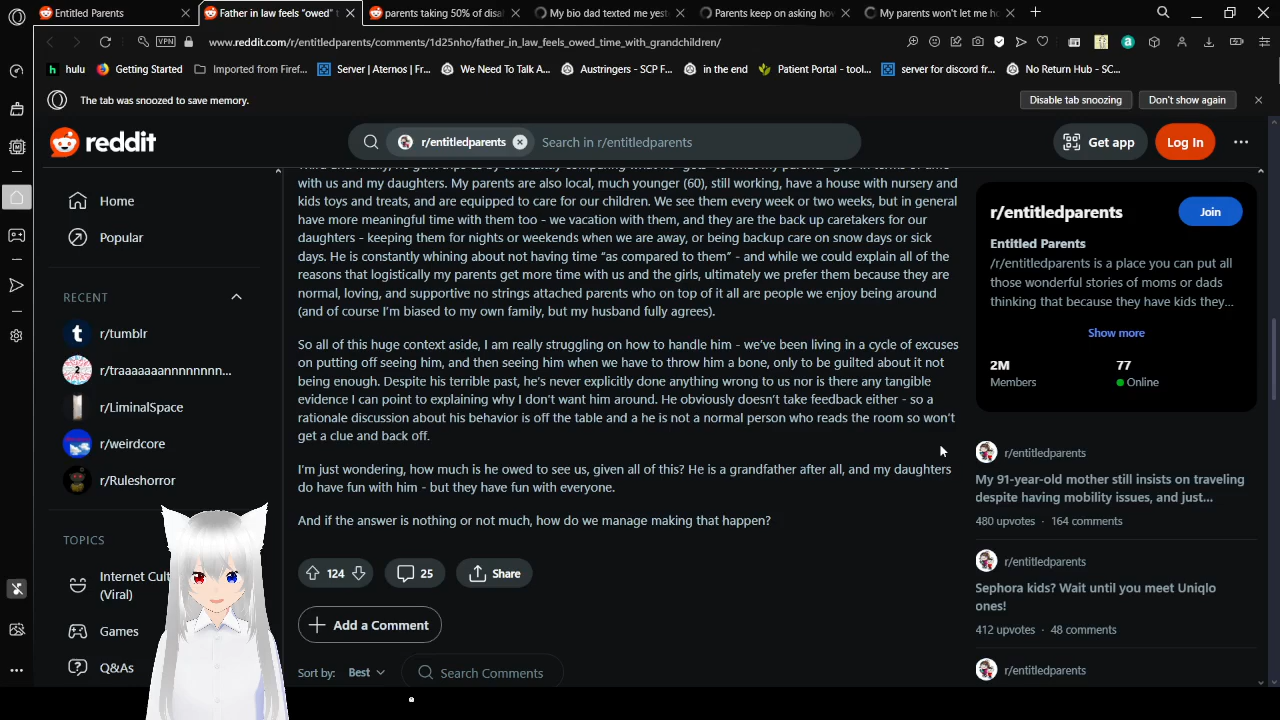 Entitled Parents
Father in law feels "owed" t
parents taking 50% of disa
My bio dad texted me yest
Parents keep on asking how
My parents won't let me ho
VPN
www.reddit.com/r/entitledparents/comments/1d25nho/father_in_law_feels_owed_time_with_grandchildren/
hulu
Getting Started
Imported from Firef...
Server | Aternos | Fr...
We Need To Talk A...
Austringers - SCP F...
in the end
Patient Portal - tool...
server for discord fr...
No Return Hub - SC...
The tab was snoozed to save memory.
Disable tab snoozing
Don't show again
reddit
r/entitledparents
Search in r/entitledparents
Get app
Log In
Home
Popular
RECENT
r/tumblr
r/traaaaaaannnnnnnn...
r/LiminalSpace
r/weirdcore
r/Ruleshorror
TOPICS
Internet Cult
(Viral)
Games
Q&As
with us and my daughters. My parents are also local, much younger (60), still working, have a house with nursery and
kids toys and treats, and are equipped to care for our children. We see them every week or two weeks, but in general
have more meaningful time with them too - we vacation with them, and they are the back up caretakers for our
daughters - keeping them for nights or weekends when we are away, or being backup care on snow days or sick
days. He is constantly whining about not having time “as compared to them” - and while we could explain all of the
reasons that logistically my parents get more time with us and the girls, ultimately we prefer them because they are
normal, loving, and supportive no strings attached parents who on top of it all are people we enjoy being around
(and of course I’m biased to my own family, but my husband fully agrees).
So all of this huge context aside, I am really struggling on how to handle him - we’ve been living in a cycle of excuses
on putting off seeing him, and then seeing him when we have to throw him a bone, only to be guilted about it not
being enough. Despite his terrible past, he’s never explicitly done anything wrong to us nor is there any tangible
evidence I can point to explaining why I don’t want him around. He obviously doesn’t take feedback either - so a
rationale discussion about his behavior is off the table and a he is not a normal person who reads the room so won’t
get a clue and back off.
I’m just wondering, how much is he owed to see us, given all of this? He is a grandfather after all, and my daughters
do have fun with him - but they have fun with everyone.
And if the answer is nothing or not much, how do we manage making that happen?
124
25
Share
Add a Comment
Sort by:
Best
Search Comments
r/entitledparents
Join
Entitled Parents
/r/entitledparents is a place you can put all
those wonderful stories of moms or dads
thinking that because they have kids they...
Show more
2M
77
Members
Online
r/entitledparents
My 91-year-old mother still insists on traveling
despite having mobility issues, and just...
480 upvotes · 164 comments
r/entitledparents
Sephora kids? Wait until you meet Uniqlo
ones!
412 upvotes · 48 comments
r/entitledparents